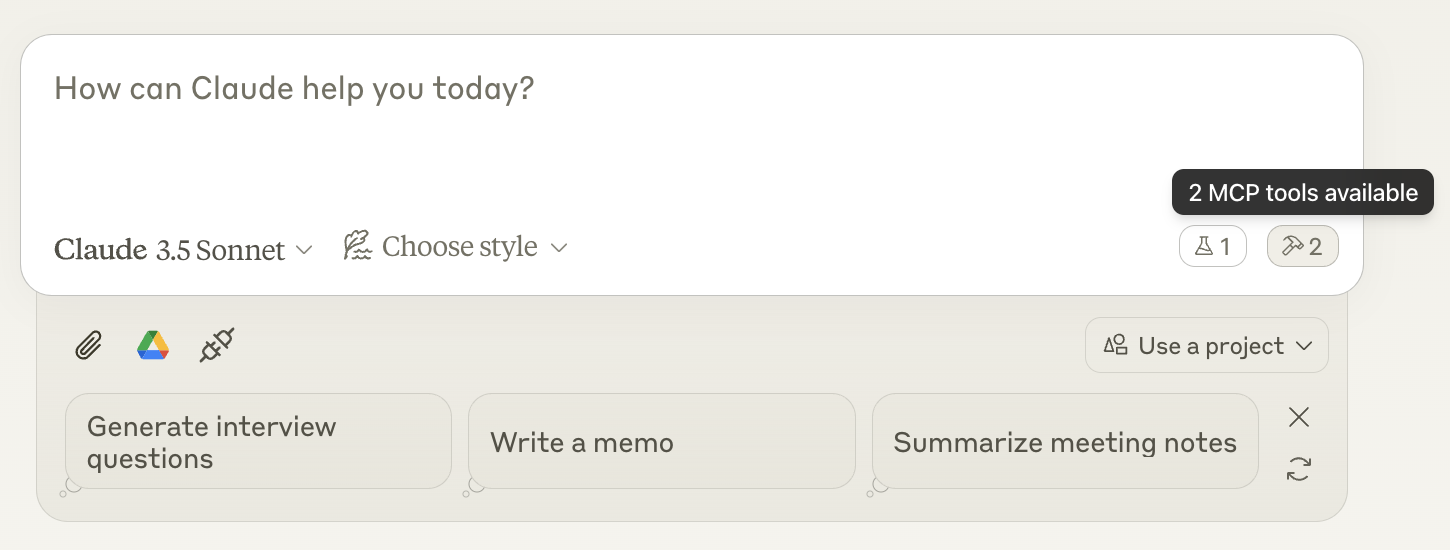 How can Claude help you today?
2 MCP tools available
Claude 3.5 Sonnet
Choose style
1
2
Use a project
Generate interview
questions
Write a memo
Summarize meeting notes